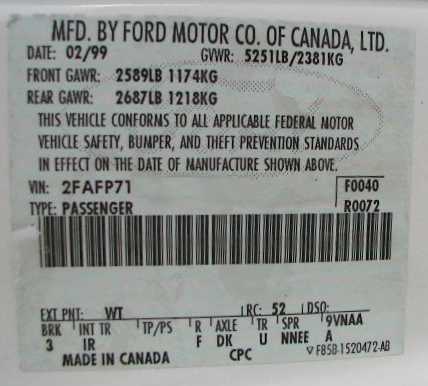 MFD. BY FORD MOTOR CO. OF CANADA, LTD.
DATE: 02/99 GVWR: 5251LB/2381KG
FRONT GAWR: 2589LB 1174KG
REAR GAWR: 2687LB 1218KG
THIS VEHICLE CONFORMS TO ALL APPLICABLE FEDERAL MOTOR
VEHICLE SAFETY, BUMPER, AND THEFT PREVENTION STANDARDS
IN EFFECT ON THE DATE OF MANUFACTURE SHOWN ABOVE.
VIN: 2FAFP71 F0040
TYPE: PASSENGER R0072
EXT PNT: WT RC: 52 DSO:
BRK INT TR TP/PS R AXLE TR SPR 9VNAA
3 IR F DK U NNEE A
MADE IN CANADA CPC F85B-1520472-AB